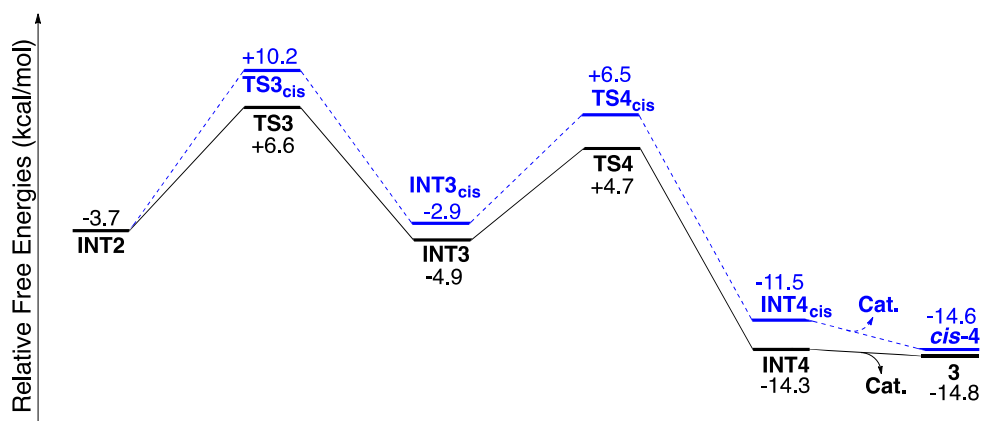 Relative Free Energies (kcal/mol)
-3.7
INT2
+10.2
TS3cis
TS3
+6.6
INT3cis
-2.9
INT3
-4.9
+6.5
TS4cis
TS4
+4.7
-11.5
INT4cis
INT4
-14.3
Cat.
Cat.
-14.6
cis-4
3
-14.8